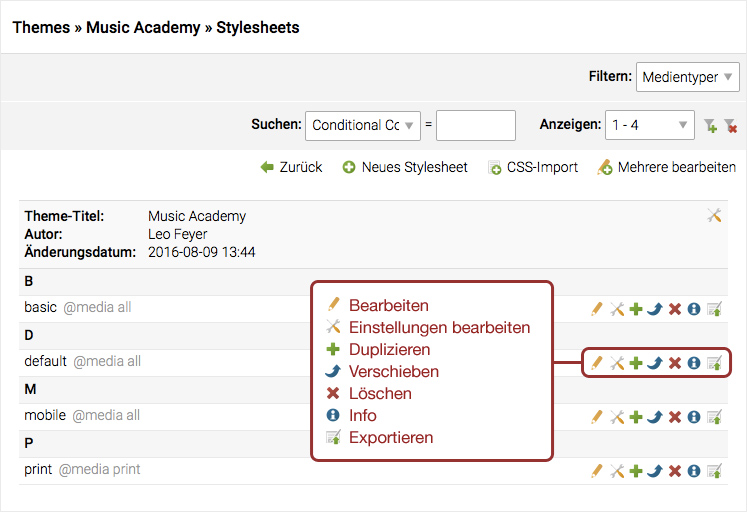 Themes » Music Academy » Stylesheets
Filtern: Medientyper
Suchen: Conditional Co = Anzeigen: 1 - 4
Zurück Neues Stylesheet CSS-Import Mehrere bearbeiten
Theme-Titel: Music Academy
Autor: Leo Feyer
Änderungsdatum: 2016-08-09 13:44
B
basic @media all
D
default @media all
M
mobile @media all
P
print @media print
Bearbeiten
Einstellungen bearbeiten
Duplizieren
Verschieben
Löschen
Info
Exportieren